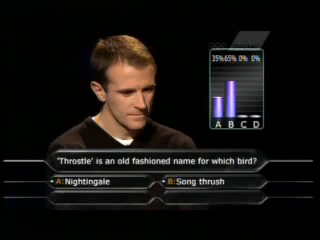 35% 65% 0% 0%
A B C D
'Throstle' is an old fashioned name for which bird?
A: Nightingale
B: Song thrush